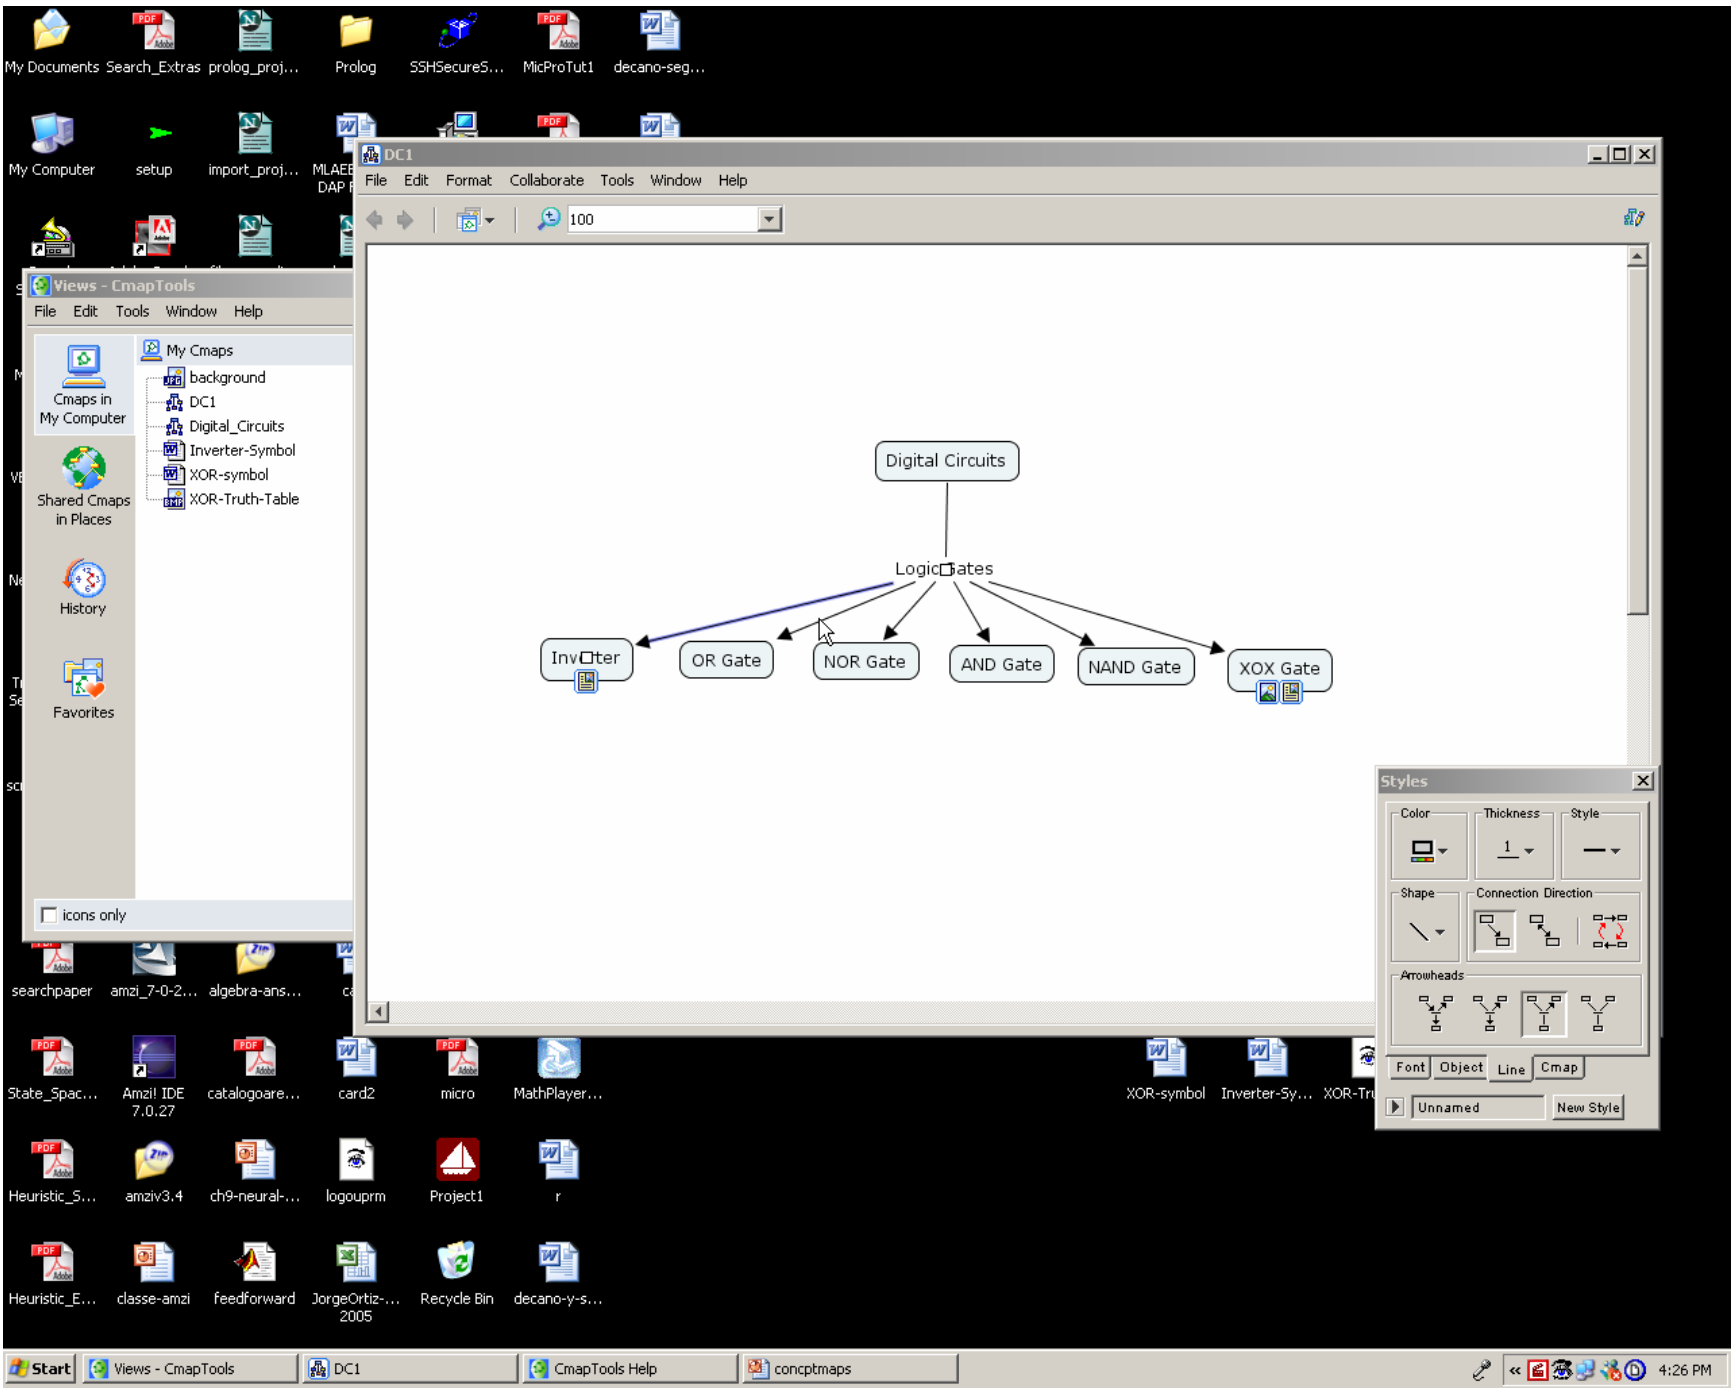 My Documents
Search_Extras
prolog_proj...
Prolog
SSHSecureS...
MicProTut1
decano-seg...
My Computer
setup
import_proj...
DC1
File Edit Format Collaborate Tools Window Help
100
Views - CmapTools
File Edit Tools Window Help
Cmaps in
My Computer
Shared Cmaps
in Places
History
Favorites
My Cmaps
background
DC1
Digital_Circuits
Inverter-Symbol
XOR-symbol
XOR-Truth-Table
icons only
Digital Circuits
OR Gate
NOR Gate
AND Gate
NAND Gate
XOX Gate
Styles
Color
Thickness
Style
1
Shape
Connection Direction
Arrowheads
Font Object Line Cmap
Unnamed
New Style
searchpaper
amzi_7-0-2...
algebra-ans...
State_Spac...
Amzi! IDE
7.0.27
catalogoare...
card2
micro
MathPlayer...
XOR-symbol
Inverter-Sy...
Heuristic_S...
amziv3.4
ch9-neural-...
logouprm
Project1
r
Heuristic_E...
classe-amzi
feedforward
JorgeOrtiz-...
2005
Recycle Bin
decano-y-s...
Start
Views - CmapTools
DC1
CmapTools Help
concptmaps
4:26 PM